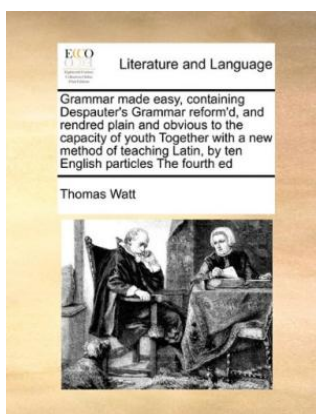 ECCO
Literature and Language
Grammar made easy, containing
Despauter's Grammar reform'd, and
rendred plain and obvious to the
capacity of youth Together with a new
method of teaching Latin, by ten
English particles The fourth ed
Thomas Watt